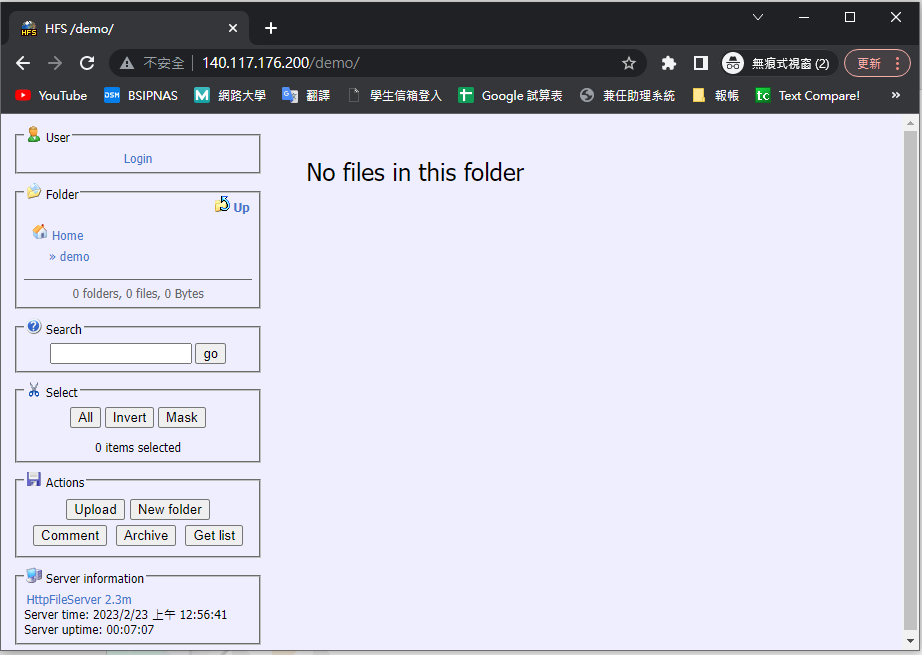 HFS /demo/
不安全 140.117.176.200/demo/
無痕式視窗 (2)
更新
YouTube
DSM BSIPNAS
M 網路大學
翻譯
學生信箱登入
Google 試算表
兼任助理系統
報帳
tc Text Compare!
»
User
Login
Folder
Up
Home
» demo
0 folders, 0 files, 0 Bytes
Search
go
Select
All Invert Mask
0 items selected
Actions
Upload New folder
Comment Archive Get list
Server information
HttpFileServer 2.3m
Server time: 2023/2/23 上午 12:56:41
Server uptime: 00:07:07
No files in this folder